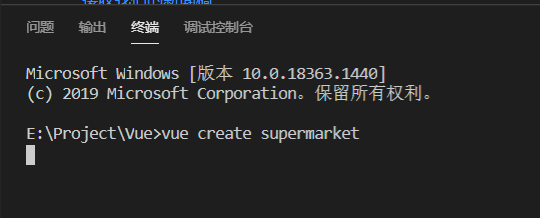 问题 输出 终端 调试控制台
Microsoft Windows [版本 10.0.18363.1440]
(c) 2019 Microsoft Corporation。保留所有权利。
E:\Project\Vue>vue create supermarket